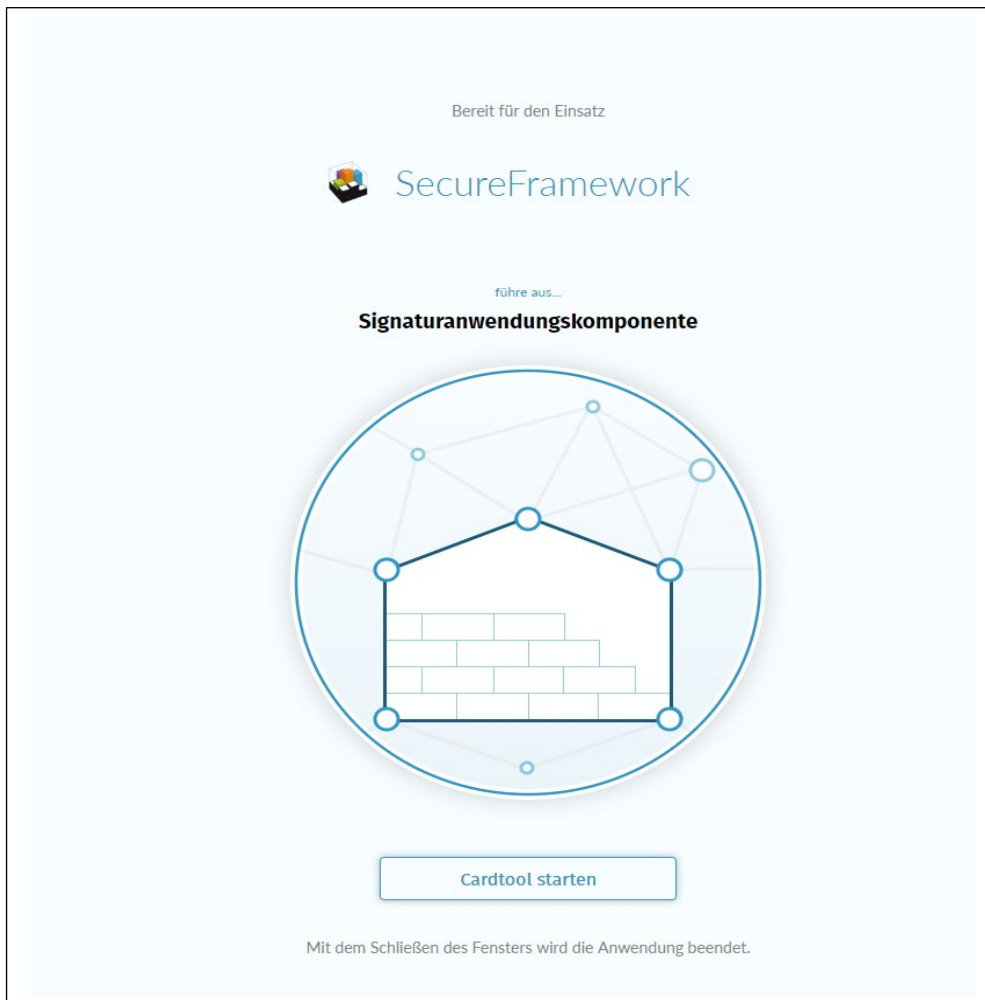 Bereit für den Einsatz
SecureFramework
führe aus...
Signaturanwendungskomponente
Cardtool starten
Mit dem Schließen des Fensters wird die Anwendung beendet.